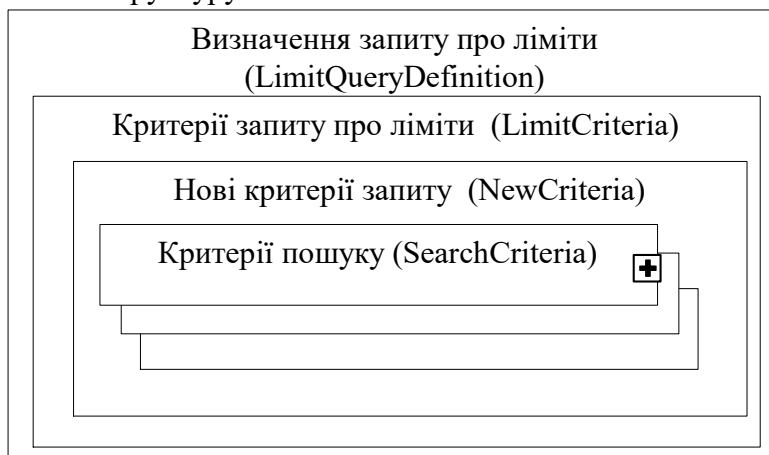 Визначення запиту про ліміти
(LimitQueryDefinition)
Критерії запиту про ліміти (LimitCriteria)
Нові критерії запиту (NewCriteria)
Критерії пошуку (SearchCriteria)